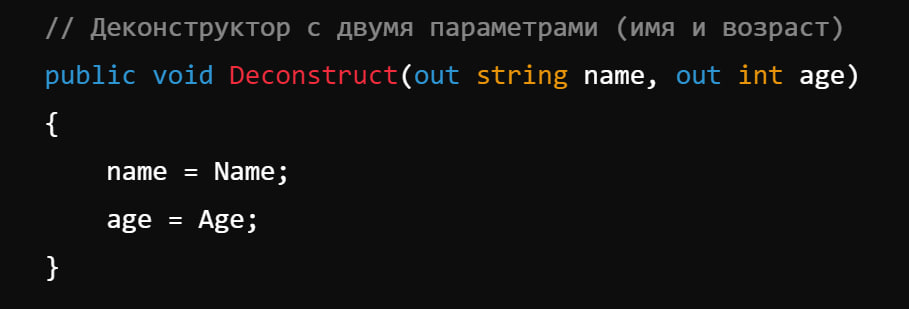 // Деконструктор с двумя параметрами (имя и возраст)
public void Deconstruct(out string name, out int age)
{
    name = Name;
    age = Age;
}